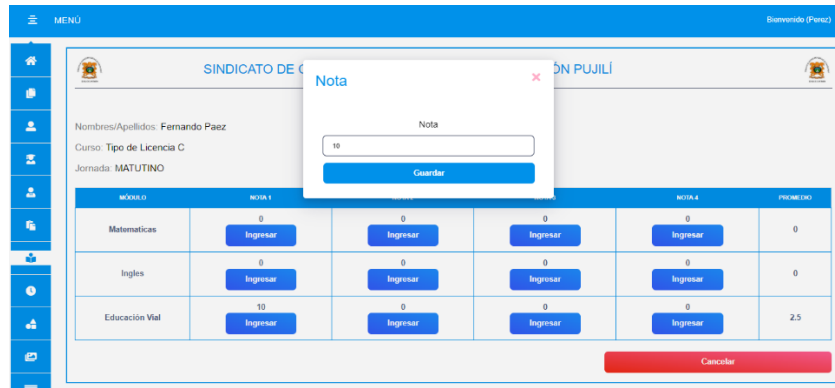 MENÚ
Bienvenido (Perez)
SINDICATO DE
ÓN PUJILÍ
Nota
×
Nombres/Apellidos: Fernando Paez
Curso: Tipo de Licencia C
Jornada: MATUTINO
Nota
10
Guardar
MÓDULO NOTA 1 NOTA 4 PROMEDIO
Matematicas 0 Ingresar 0 Ingresar 0 Ingresar 0 Ingresar 0
Ingles 0 Ingresar 0 Ingresar 0 Ingresar 0 Ingresar 0
Educación Vial 10 Ingresar 0 Ingresar 0 Ingresar 0 Ingresar 2.5
Cancelar